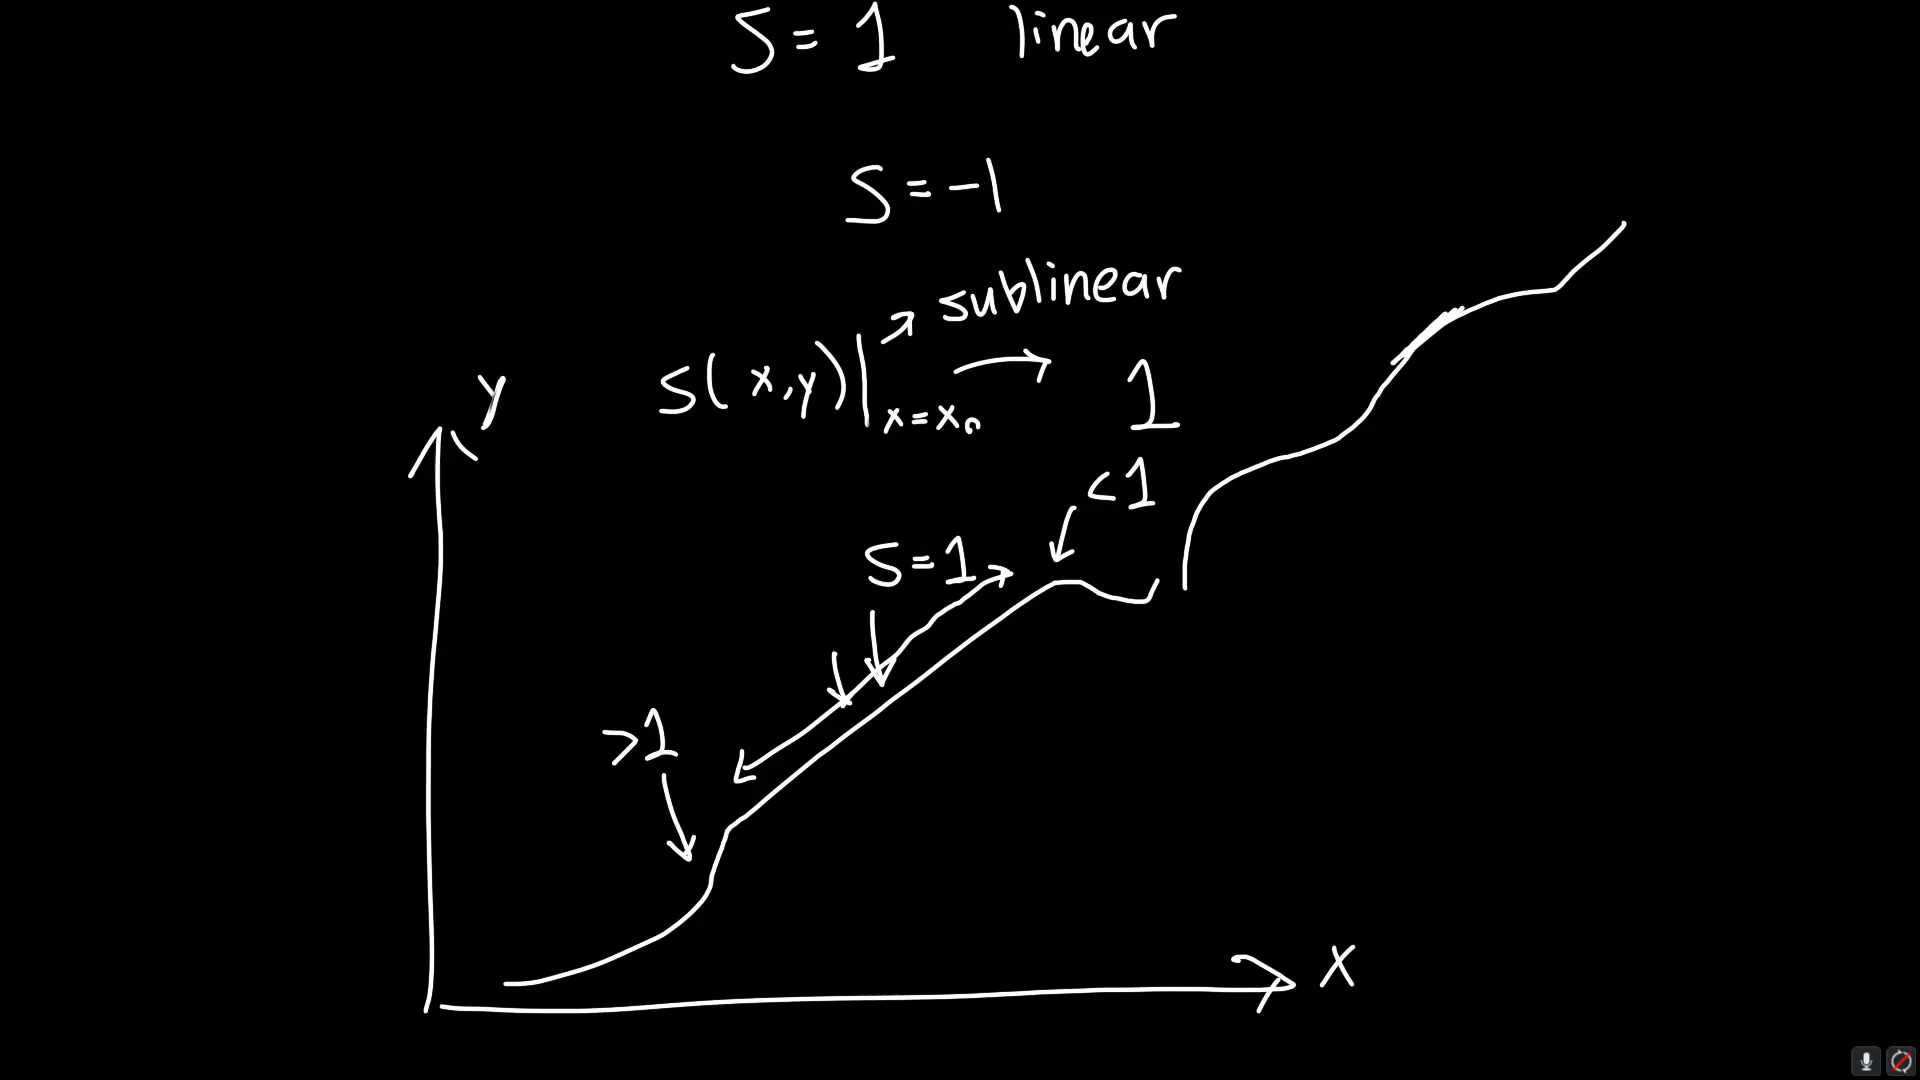 S = 1 linear
S = -1
sublinear
S(x,y)|x=x₀ → 1
y
<1
S=1
>1
x